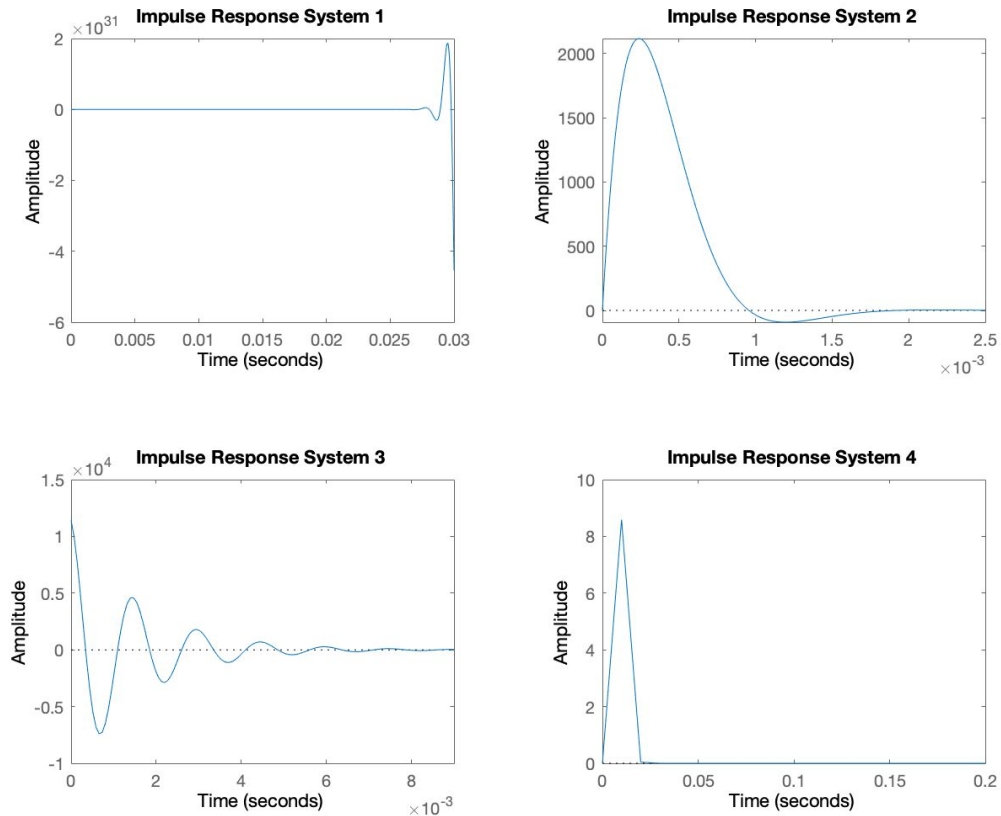 Impulse Response System 1
×10^31
2
0
-2
-4
-6
Amplitude
0 0.005 0.01 0.015 0.02 0.025 0.03
Time (seconds)
Impulse Response System 2
2000
1500
1000
500
0
Amplitude
0 0.5 1 1.5 2 2.5
Time (seconds)
×10^-3
Impulse Response System 3
×10^4
1.5
1
0.5
0
-0.5
-1
Amplitude
0 2 4 6 8
Time (seconds)
×10^-3
Impulse Response System 4
10
8
6
4
2
0
Amplitude
0 0.05 0.1 0.15 0.2
Time (seconds)